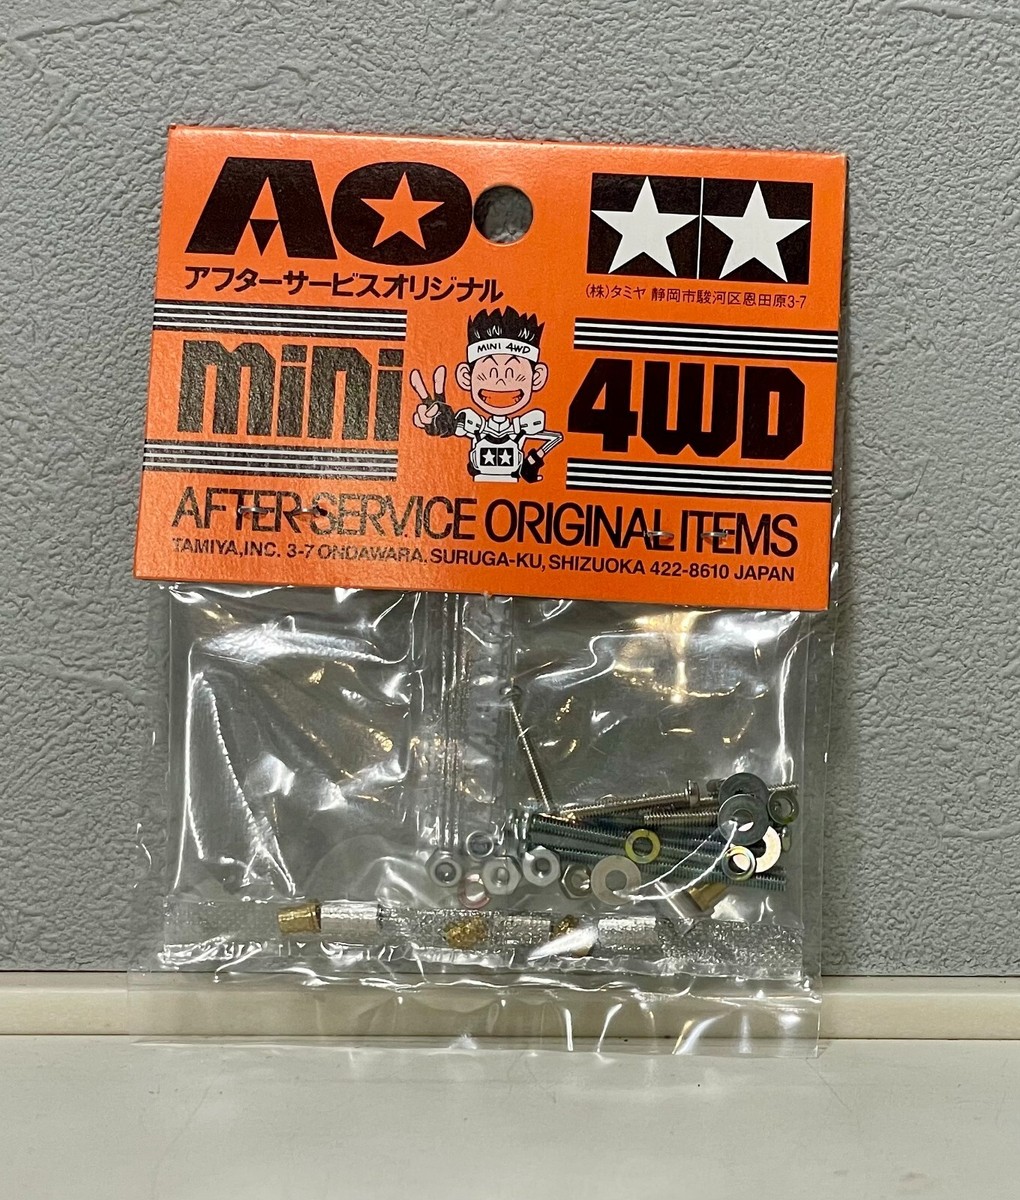 AO
アフターサービスオリジナル
(株)タミヤ 静岡市駿河区恩田原3-7
mini 4WD
MINI 4WD
AFTER-SERVICE ORIGINAL ITEMS
TAMIYA,INC. 3-7 ONDAWARA. SURUGA-KU, SHIZUOKA 422-8610 JAPAN